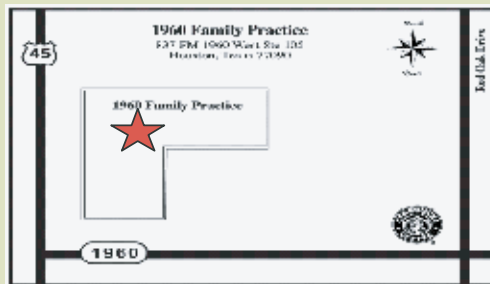 1960 Family Practice
837 FM 1960 West Ste 105
Houston, Texas 77090
45
Red Oak Drive
1960 Family Practice
1960